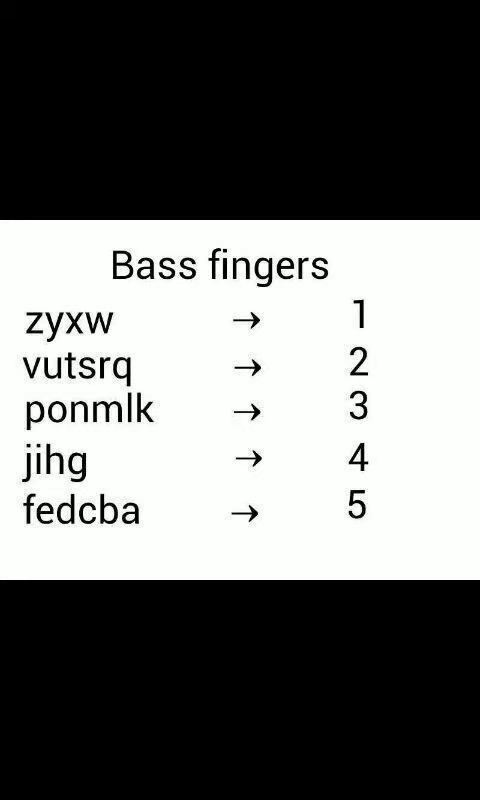 Bass fingers
zyxw → 1
vutsrq → 2
ponmlk → 3
jihg → 4
fedcba → 5